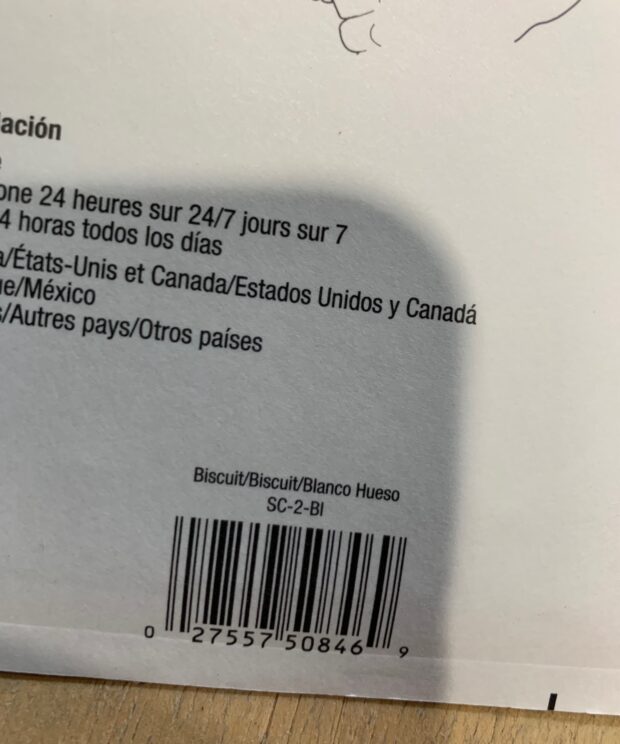 lación
one 24 heures sur 24/7 jours sur 7
4 horas todos los días
a/États-Unis et Canada/Estados Unidos y Canadá
ue/México
s/Autres pays/Otros países
Biscuit/Biscuit/Blanco Hueso
SC-2-BI
0 27557 50846 9